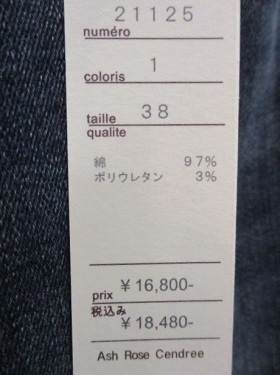 21125
numéro
coloris 1
taille 38
qualite
綿 97%
ポリウレタン 3%
prix ¥16,800-
税込み
¥18,480-
Ash Rose Cendree